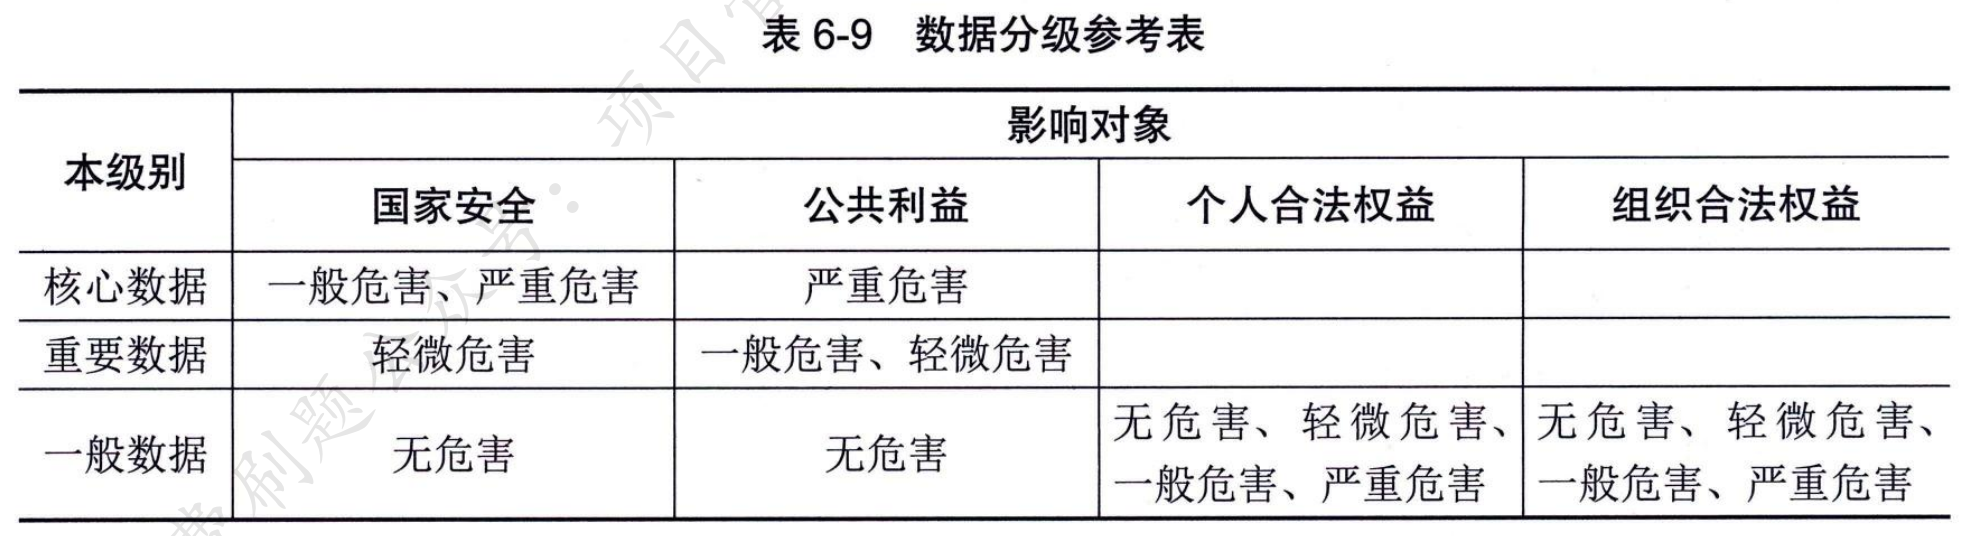 表 6-9 数据分级参考表
本级别
影响对象
国家安全 公共利益 个人合法权益 组织合法权益
核心数据 一般危害、严重危害 严重危害
重要数据 轻微危害 一般危害、轻微危害
一般数据 无危害 无危害 无危害、轻微危害、一般危害、严重危害 无危害、轻微危害、一般危害、严重危害
刷题公众号：项目